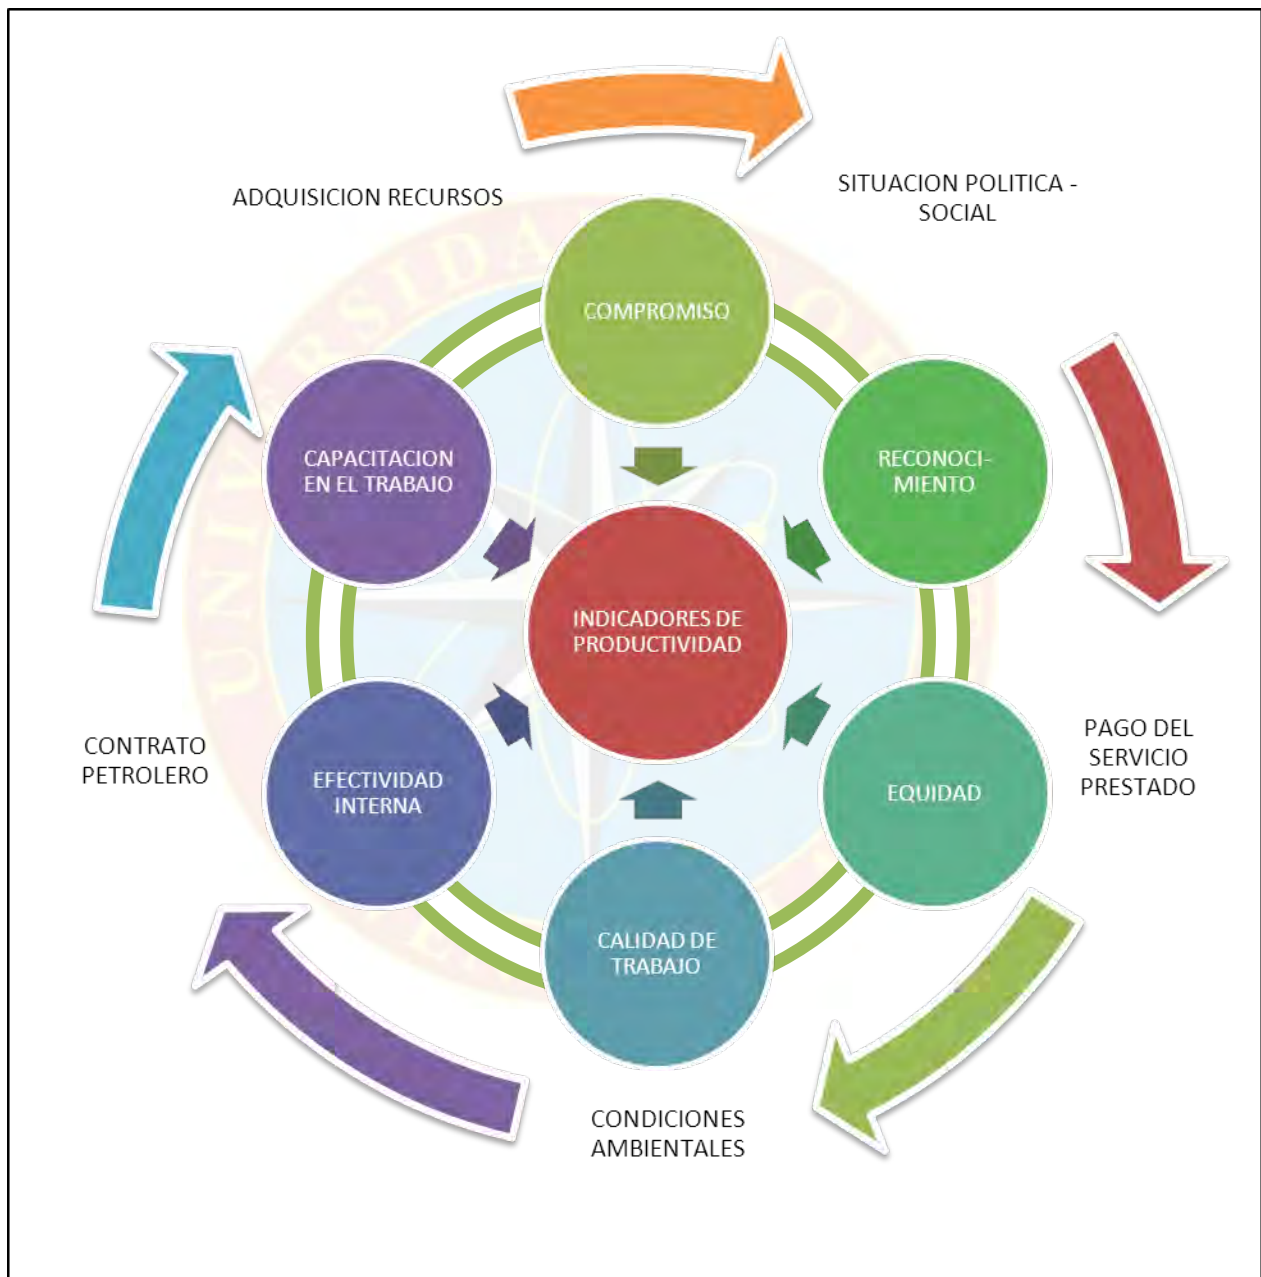 ADQUISICION RECURSOS
SITUACION POLITICA -
SOCIAL
COMPROMISO
CAPACITACION
EN EL TRABAJO
RECONOCI-
MIENTO
INDICADORES DE
PRODUCTIVIDAD
CONTRATO
PETROLERO
EFECTIVIDAD
INTERNA
EQUIDAD
PAGO DEL
SERVICIO
PRESTADO
CALIDAD DE
TRABAJO
CONDICIONES
AMBIENTALES